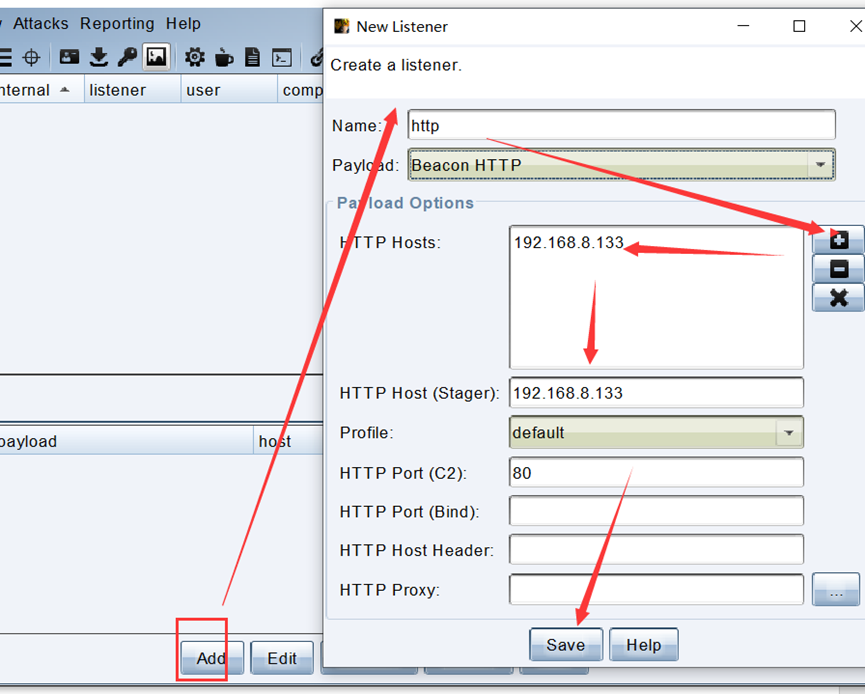 Attacks Reporting Help
New Listener
Create a listener.
nternal listener user comp
Name: http
Payload: Beacon HTTP
Payload Options
HTTP Hosts: 192.168.8.133
HTTP Host (Stager): 192.168.8.133
Profile: default
payload host
HTTP Port (C2): 80
HTTP Port (Bind):
HTTP Host Header:
HTTP Proxy: ...
Add Edit
Save Help